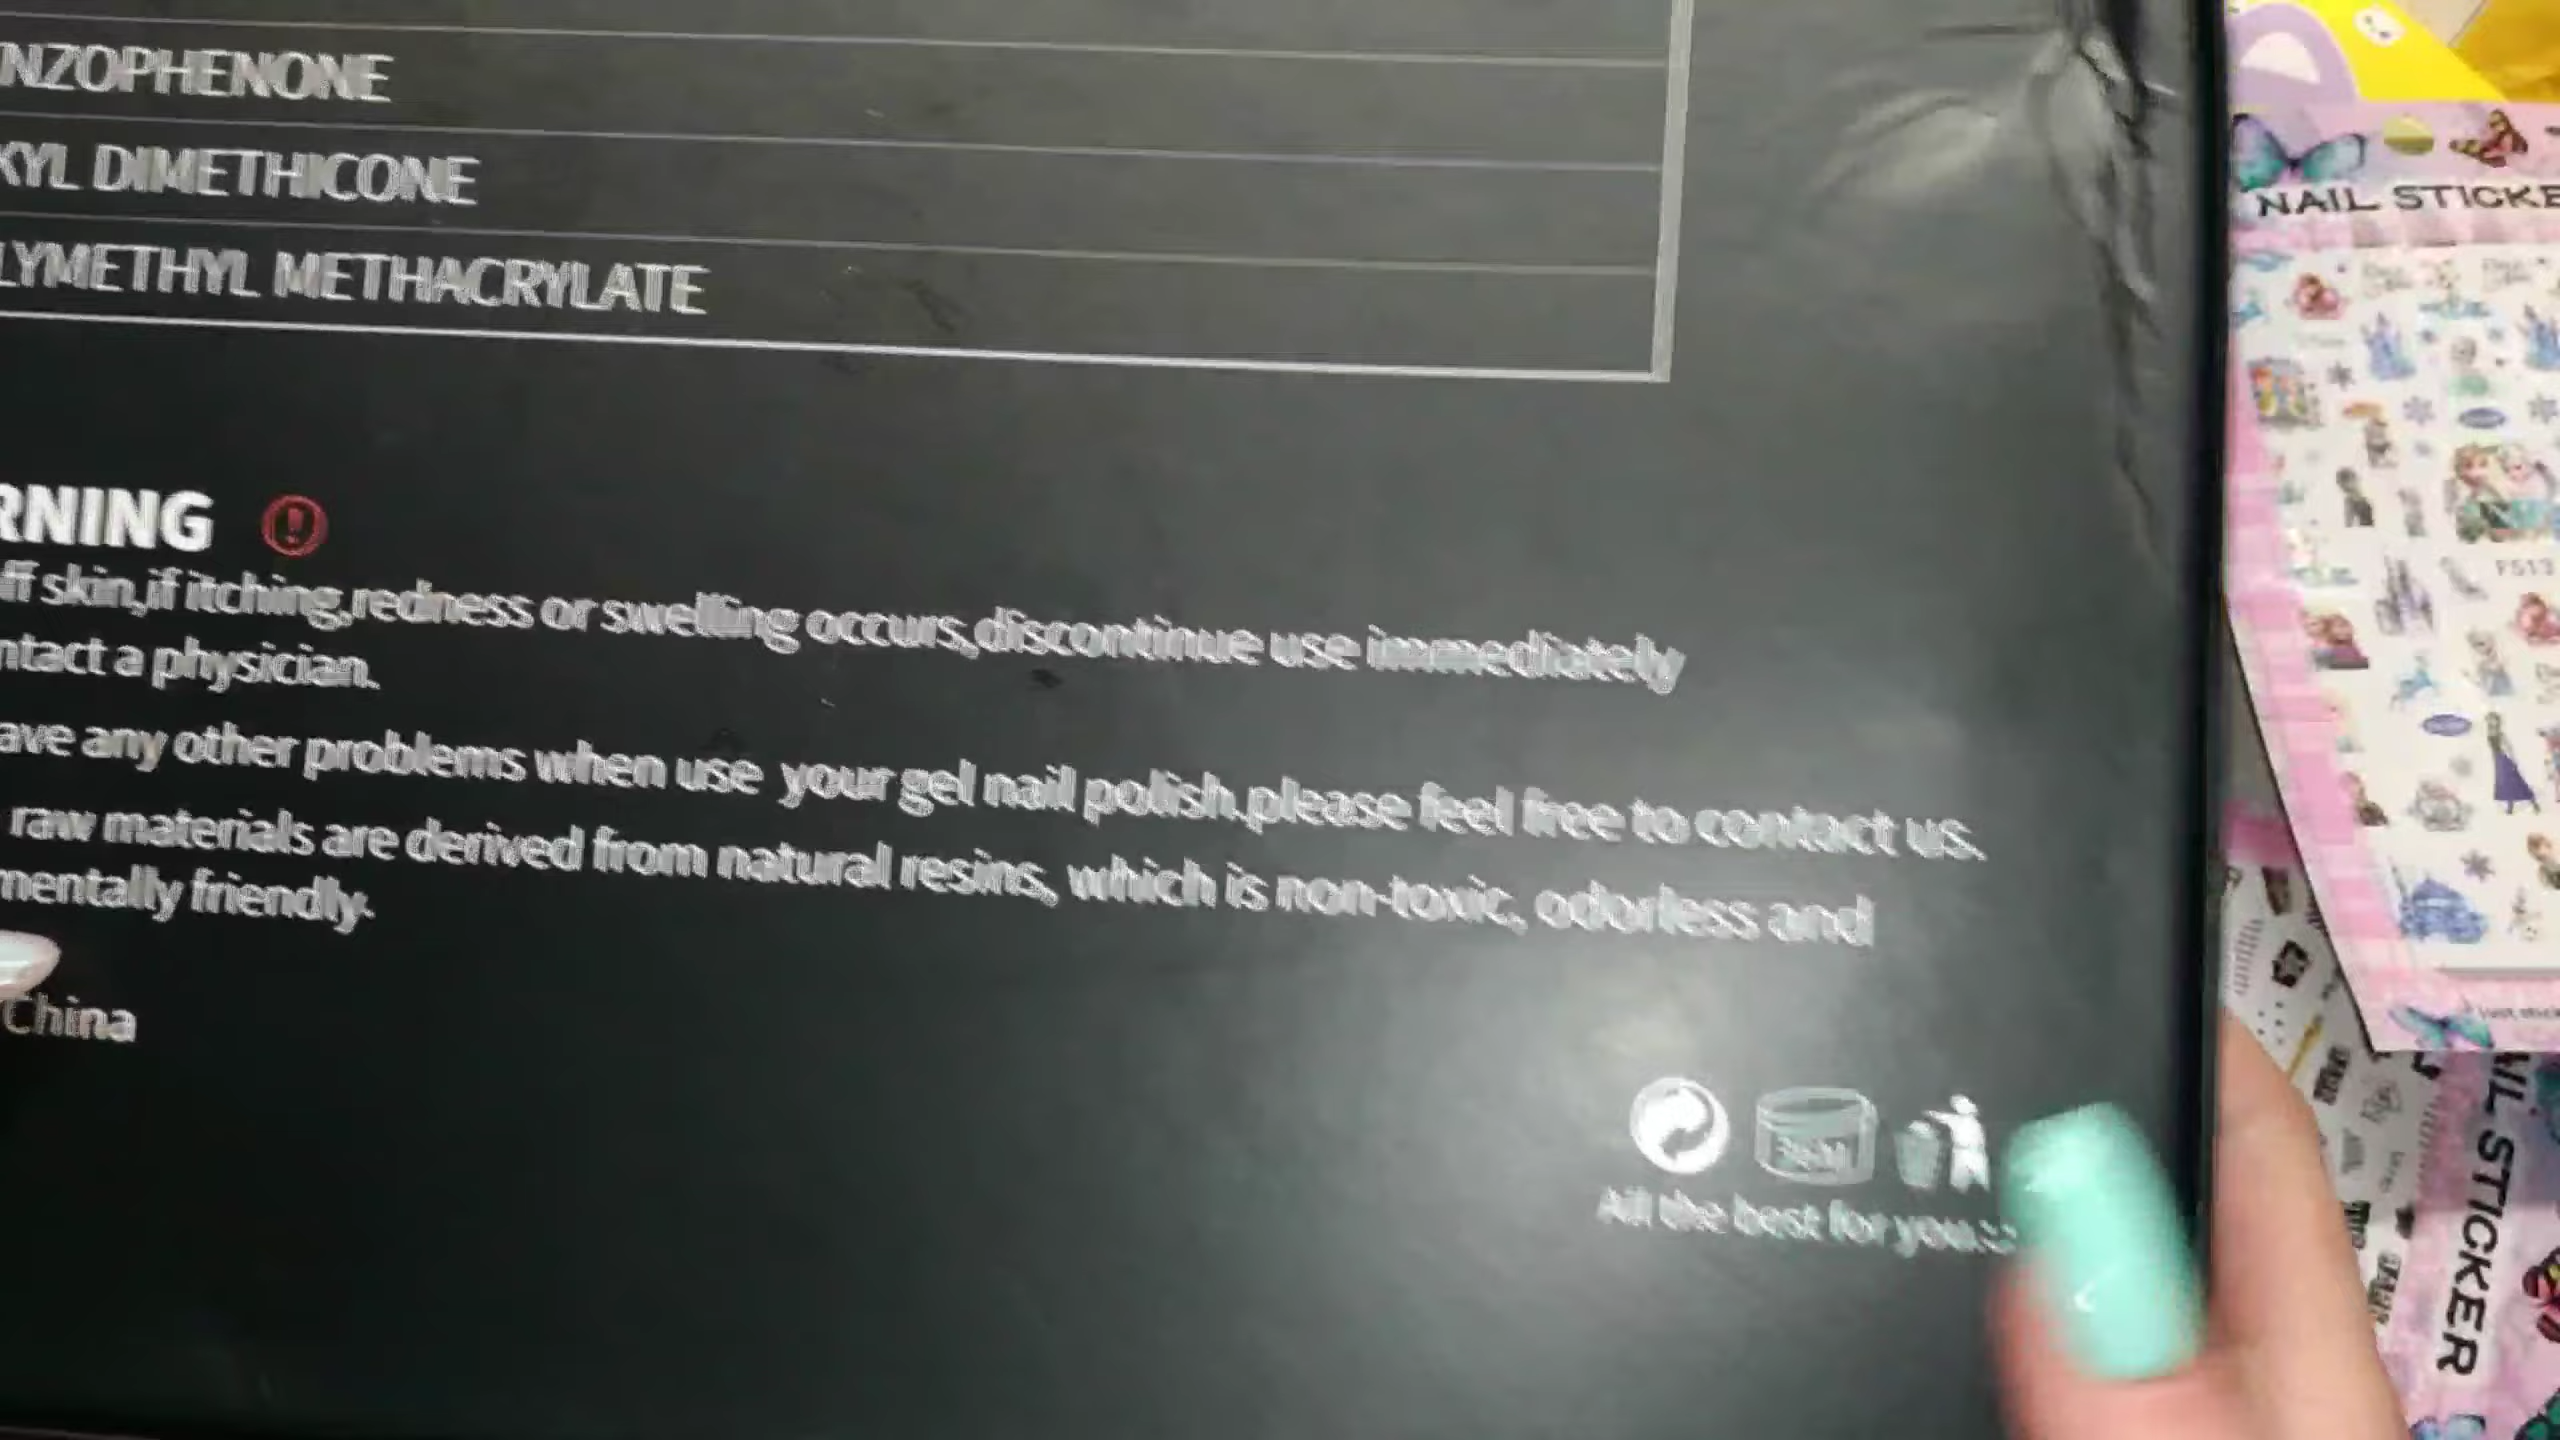 NZOPHENONE
KYL DIMETHICONE
LYMETHYL METHACRYLATE
RNING
ff skin,if itching,redness or swelling occurs,discontinue use immediately
ntact a physician.
ave any other problems when use your gel nail polish,please feel free to contact us.
raw materials are derived from natural resins, which is non-toxic, odorless and
mentally friendly.
China
All the best for you.
NAIL STICKE
F513
just stick
IL STICKER